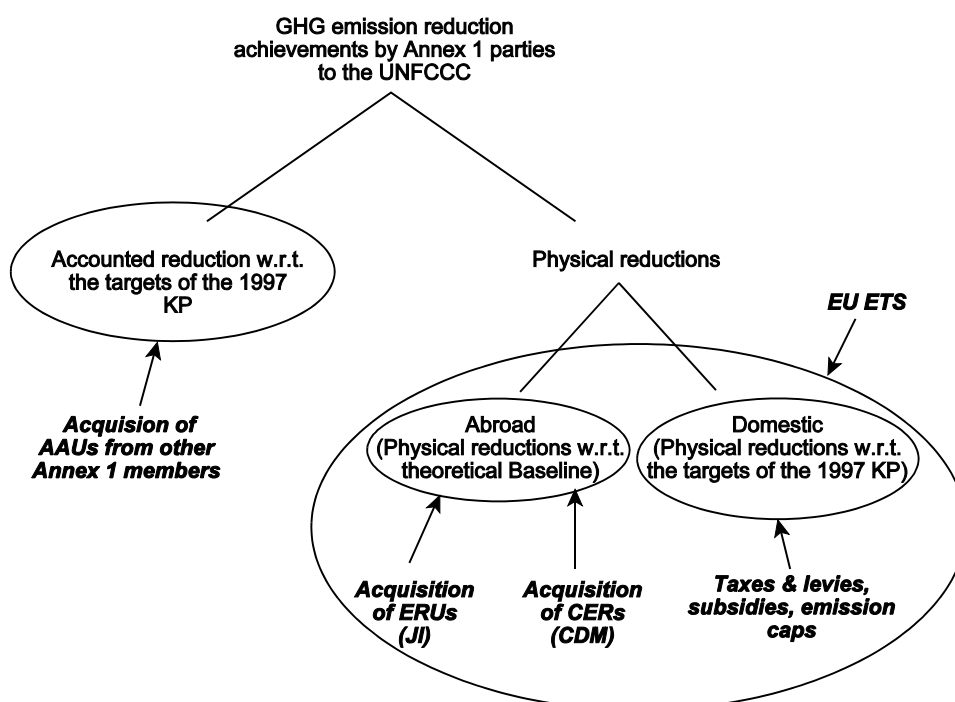 GHG emission reduction
achievements by Annex 1 parties
to the UNFCCC
Accounted reduction w.r.t.
the targets of the 1997
KP
Physical reductions
EU ETS
Acquision of
AAUs from other
Annex 1 members
Abroad
(Physical reductions w.r.t.
theoretical Baseline)
Domestic
(Physical reductions w.r.t.
the targets of the 1997 KP)
Acquisition
of ERUs
(JI)
Acquisition
of CERs
(CDM)
Taxes & levies,
subsidies, emission
caps